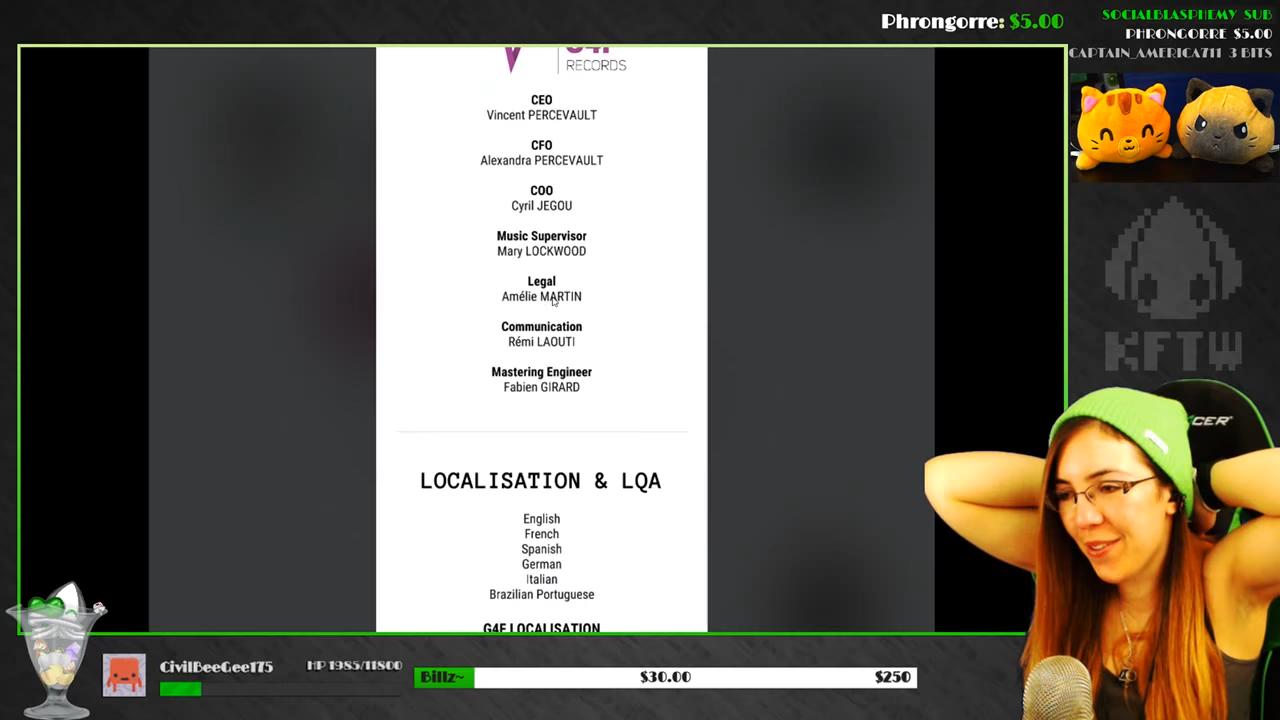 Phrongorre: $5.00
SOCIALBLASPHEMY SUB
PHRONGORRE $5.00
CAPTAIN_AMERICA711 3 BITS
G4F
RECORDS
CEO
Vincent PERCEVAULT
CFO
Alexandra PERCEVAULT
COO
Cyril JEGOU
Music Supervisor
Mary LOCKWOOD
Legal
Amélie MARTIN
Communication
Rémi LAOUTI
Mastering Engineer
Fabien GIRARD
LOCALISATION & LQA
English
French
Spanish
German
Italian
Brazilian Portuguese
G4F LOCALISATION
KFTW
CER
CivilBeeGee175
HP 1985/11800
Billz~
$30.00
$250